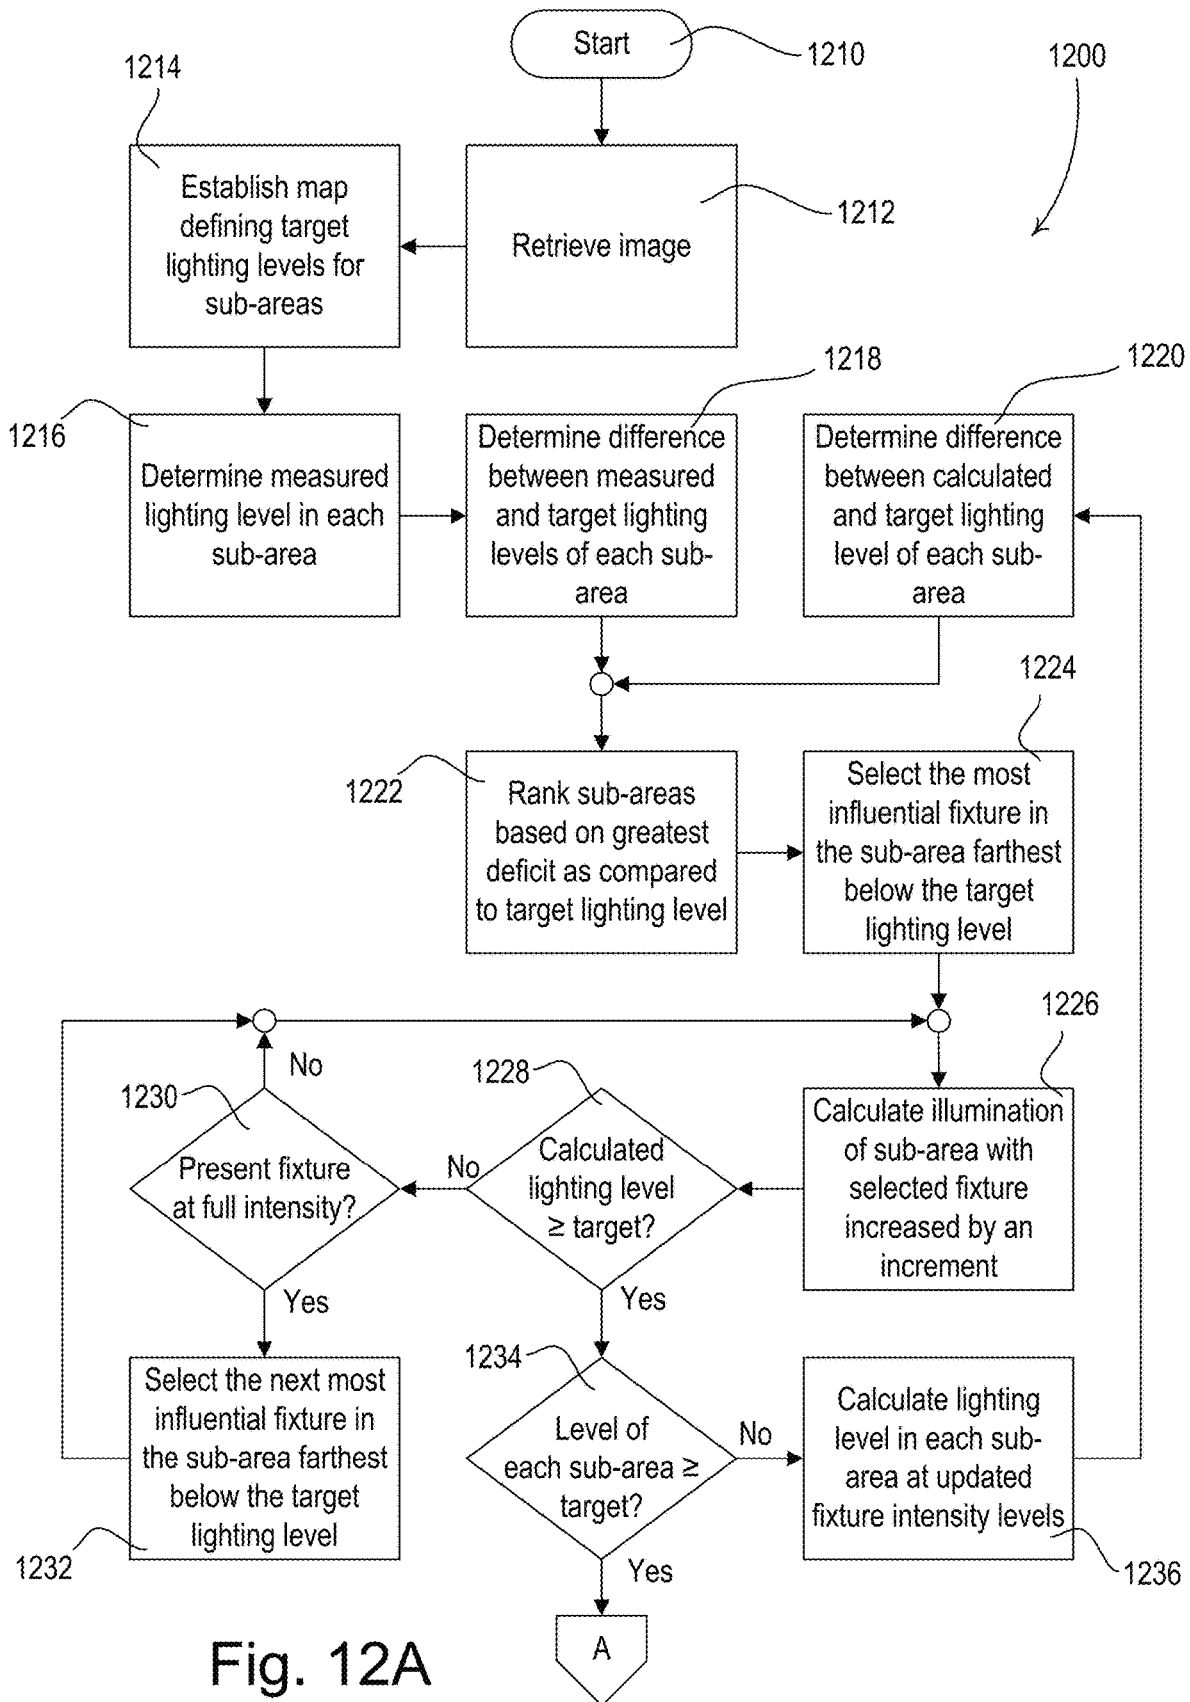 Start
1210
1200
1214
Establish map
defining target
lighting levels for
sub-areas
Retrieve image
1212
1216
Determine measured
lighting level in each
sub-area
1218
Determine difference
between measured
and target lighting
levels of each sub-
area
1220
Determine difference
between calculated
and target lighting
level of each sub-
area
1222
Rank sub-areas
based on greatest
deficit as compared
to target lighting level
1224
Select the most
influential fixture in
the sub-area farthest
below the target
lighting level
1226
Calculate illumination
of sub-area with
selected fixture
increased by an
increment
1228
Calculated
lighting level
≥ target?
No
Yes
1230
Present fixture
at full intensity?
No
Yes
1232
Select the next most
influential fixture in
the sub-area farthest
below the target
lighting level
1234
Level of
each sub-area ≥
target?
No
Yes
Calculate lighting
level in each sub-
area at updated
fixture intensity levels
1236
A
Fig. 12A